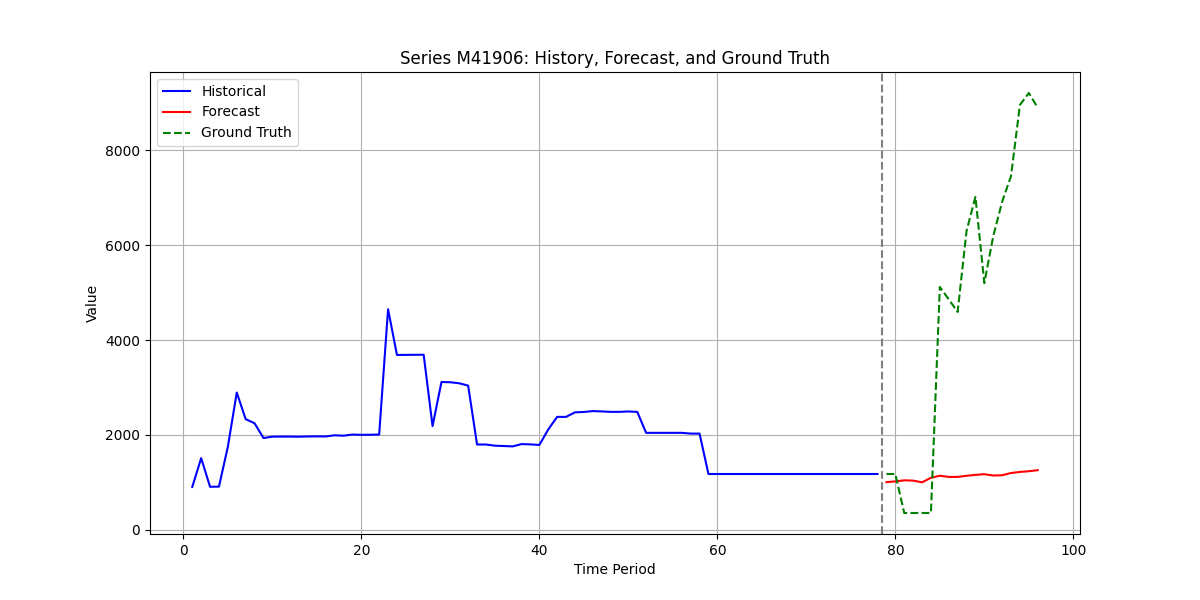 Series M41906: History, Forecast, and Ground Truth
Historical
Forecast
Ground Truth
Value
8000
6000
4000
2000
0
0 20 40 60 80 100
Time Period